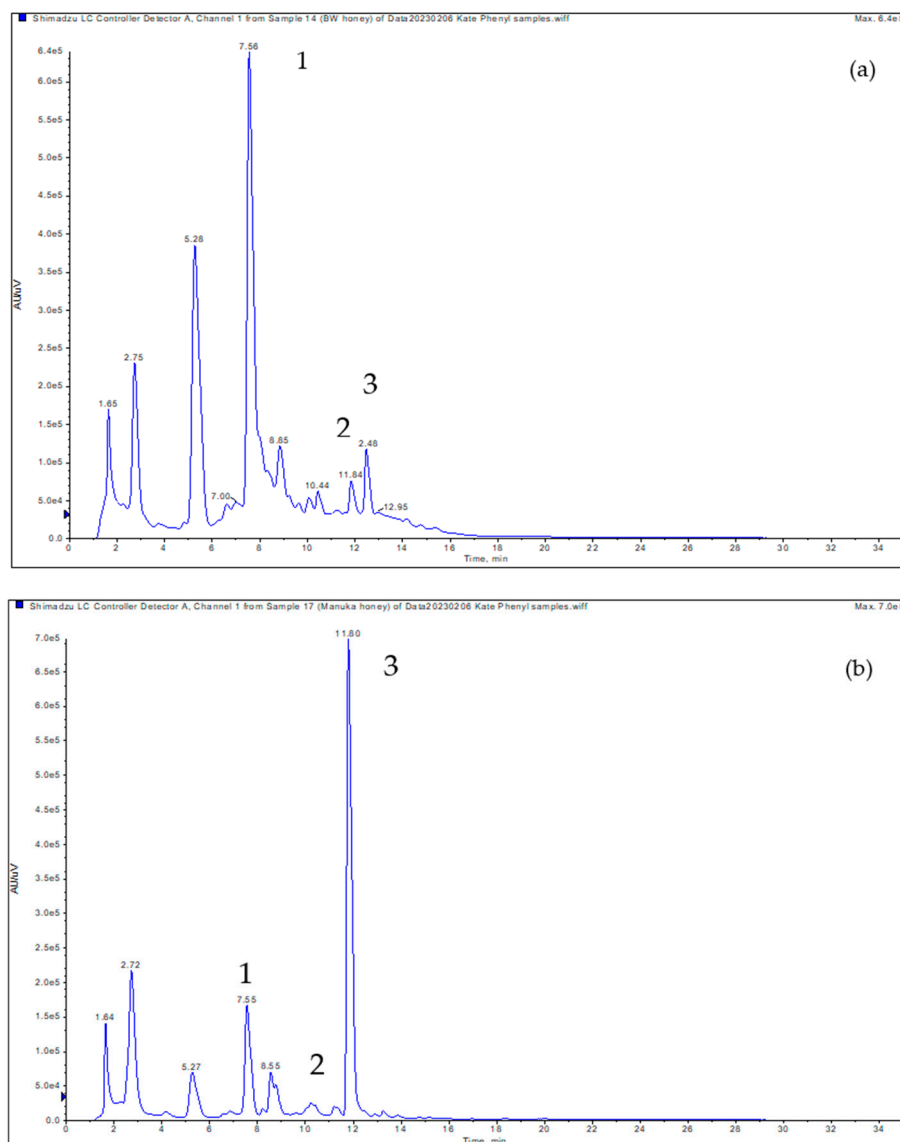 Shimadzu LC Controller Detector A, Channel 1 from Sample 14 (BW honey) of Data20230206 Kate Phenyl samples.wiff Max. 6.4e
(a)
1
7.56
6.4e5
6.0e5
5.5e5
5.0e5
4.5e5
4.0e5
5.28
3.5e5
AU/uV
3.0e5
2.5e5
2.75
2.0e5
3
1.65
1.5e5
2
2.48
8.85
1.0e5
11.84
7.00
10.44
5.0e4
12.95
0.0
0 2 4 6 8 10 12 14 16 18 20 22 24 26 28 30 32 34
Time, min
Shimadzu LC Controller Detector A, Channel 1 from Sample 17 (Manuka honey) of Data20230206 Kate Phenyl samples.wiff Max. 7.0e
(b)
11.80
3
7.0e5
6.5e5
6.0e5
5.5e5
5.0e5
4.5e5
4.0e5
AU/uV
3.5e5
3.0e5
2.5e5
2.72
2.0e5
1
7.55
1.64
1.5e5
1.0e5
2
5.27
8.55
5.0e4
0.0
0 2 4 6 8 10 12 14 16 18 20 22 24 26 28 30 32 34
Time, min